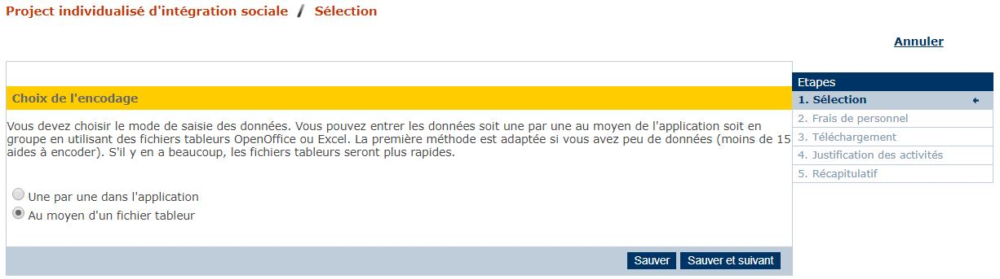 Project individualisé d'intégration sociale / Sélection
Annuler
Choix de l'encodage
Vous devez choisir le mode de saisie des données. Vous pouvez entrer les données soit une par une au moyen de l'application soit en
groupe en utilisant des fichiers tableurs OpenOffice ou Excel. La première méthode est adaptée si vous avez peu de données (moins de 15
aides à encoder). S'il y en a beaucoup, les fichiers tableurs seront plus rapides.
Une par une dans l'application
Au moyen d'un fichier tableur
Sauver
Sauver et suivant
Etapes
1. Sélection
2. Frais de personnel
3. Téléchargement
4. Justification des activités
5. Récapitulatif